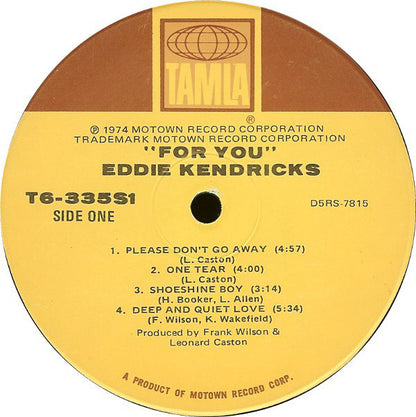 TAMLA
®
℗ 1974 MOTOWN RECORD CORPORATION
TRADEMARK MOTOWN RECORD CORPORATION
"FOR YOU"
EDDIE KENDRICKS
T6-335S1
SIDE ONE
D5RS-7815
1. PLEASE DON'T GO AWAY (4:57)
(L. Caston)
2. ONE TEAR (4:00)
(L. Caston)
3. SHOESHINE BOY (3:14)
(H. Booker, L. Allen)
4. DEEP AND QUIET LOVE (5:34)
(F. Wilson, K. Wakefield)
Produced by Frank Wilson &
Leonard Caston
A PRODUCT OF MOTOWN RECORD CORP.